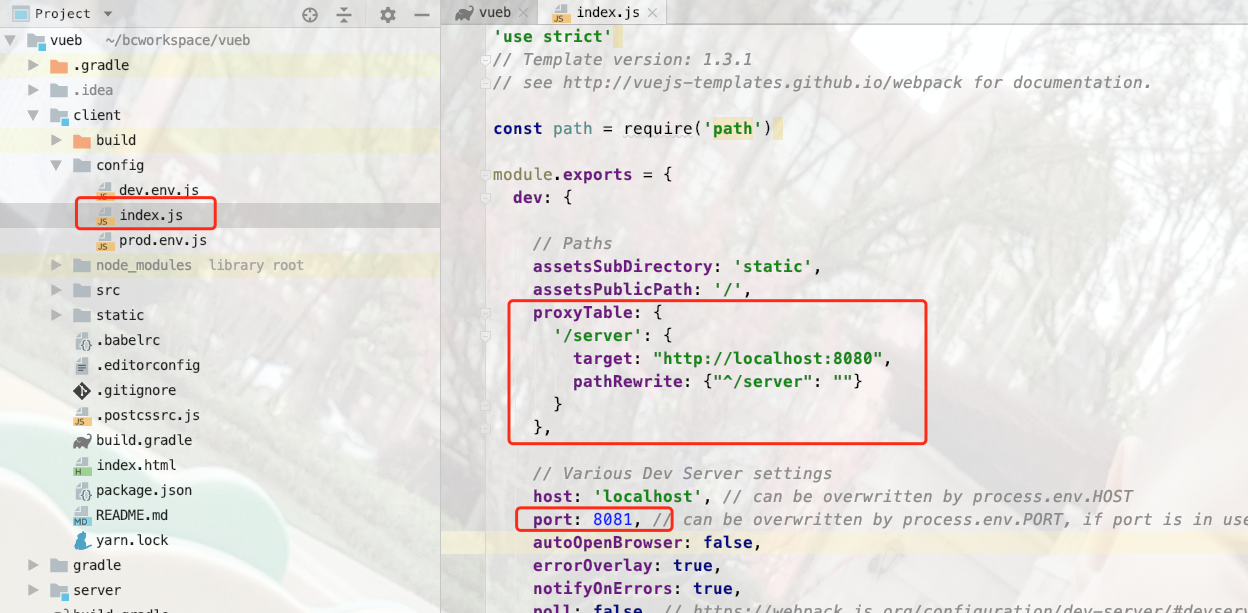 Project
vueb ~/bcworkspace/vueb
.gradle
.idea
client
build
config
dev.env.js
index.js
prod.env.js
node_modules library root
src
static
.babelrc
.editorconfig
.gitignore
.postcssrc.js
build.gradle
index.html
package.json
README.md
yarn.lock
gradle
server
build.gradle
vueb
index.js
'use strict'
// Template version: 1.3.1
// see http://vuejs-templates.github.io/webpack for documentation.
const path = require('path')
module.exports = {
dev: {
// Paths
assetsSubDirectory: 'static',
assetsPublicPath: '/',
proxyTable: {
'/server': {
target: "http://localhost:8080",
pathRewrite: {"^/server": ""}
}
},
// Various Dev Server settings
host: 'localhost', // can be overwritten by process.env.HOST
port: 8081, // can be overwritten by process.env.PORT, if port is in use
autoOpenBrowser: false,
errorOverlay: true,
notifyOnErrors: true,
poll: false, // https://webpack.js.org/configuration/dev-server/#devser